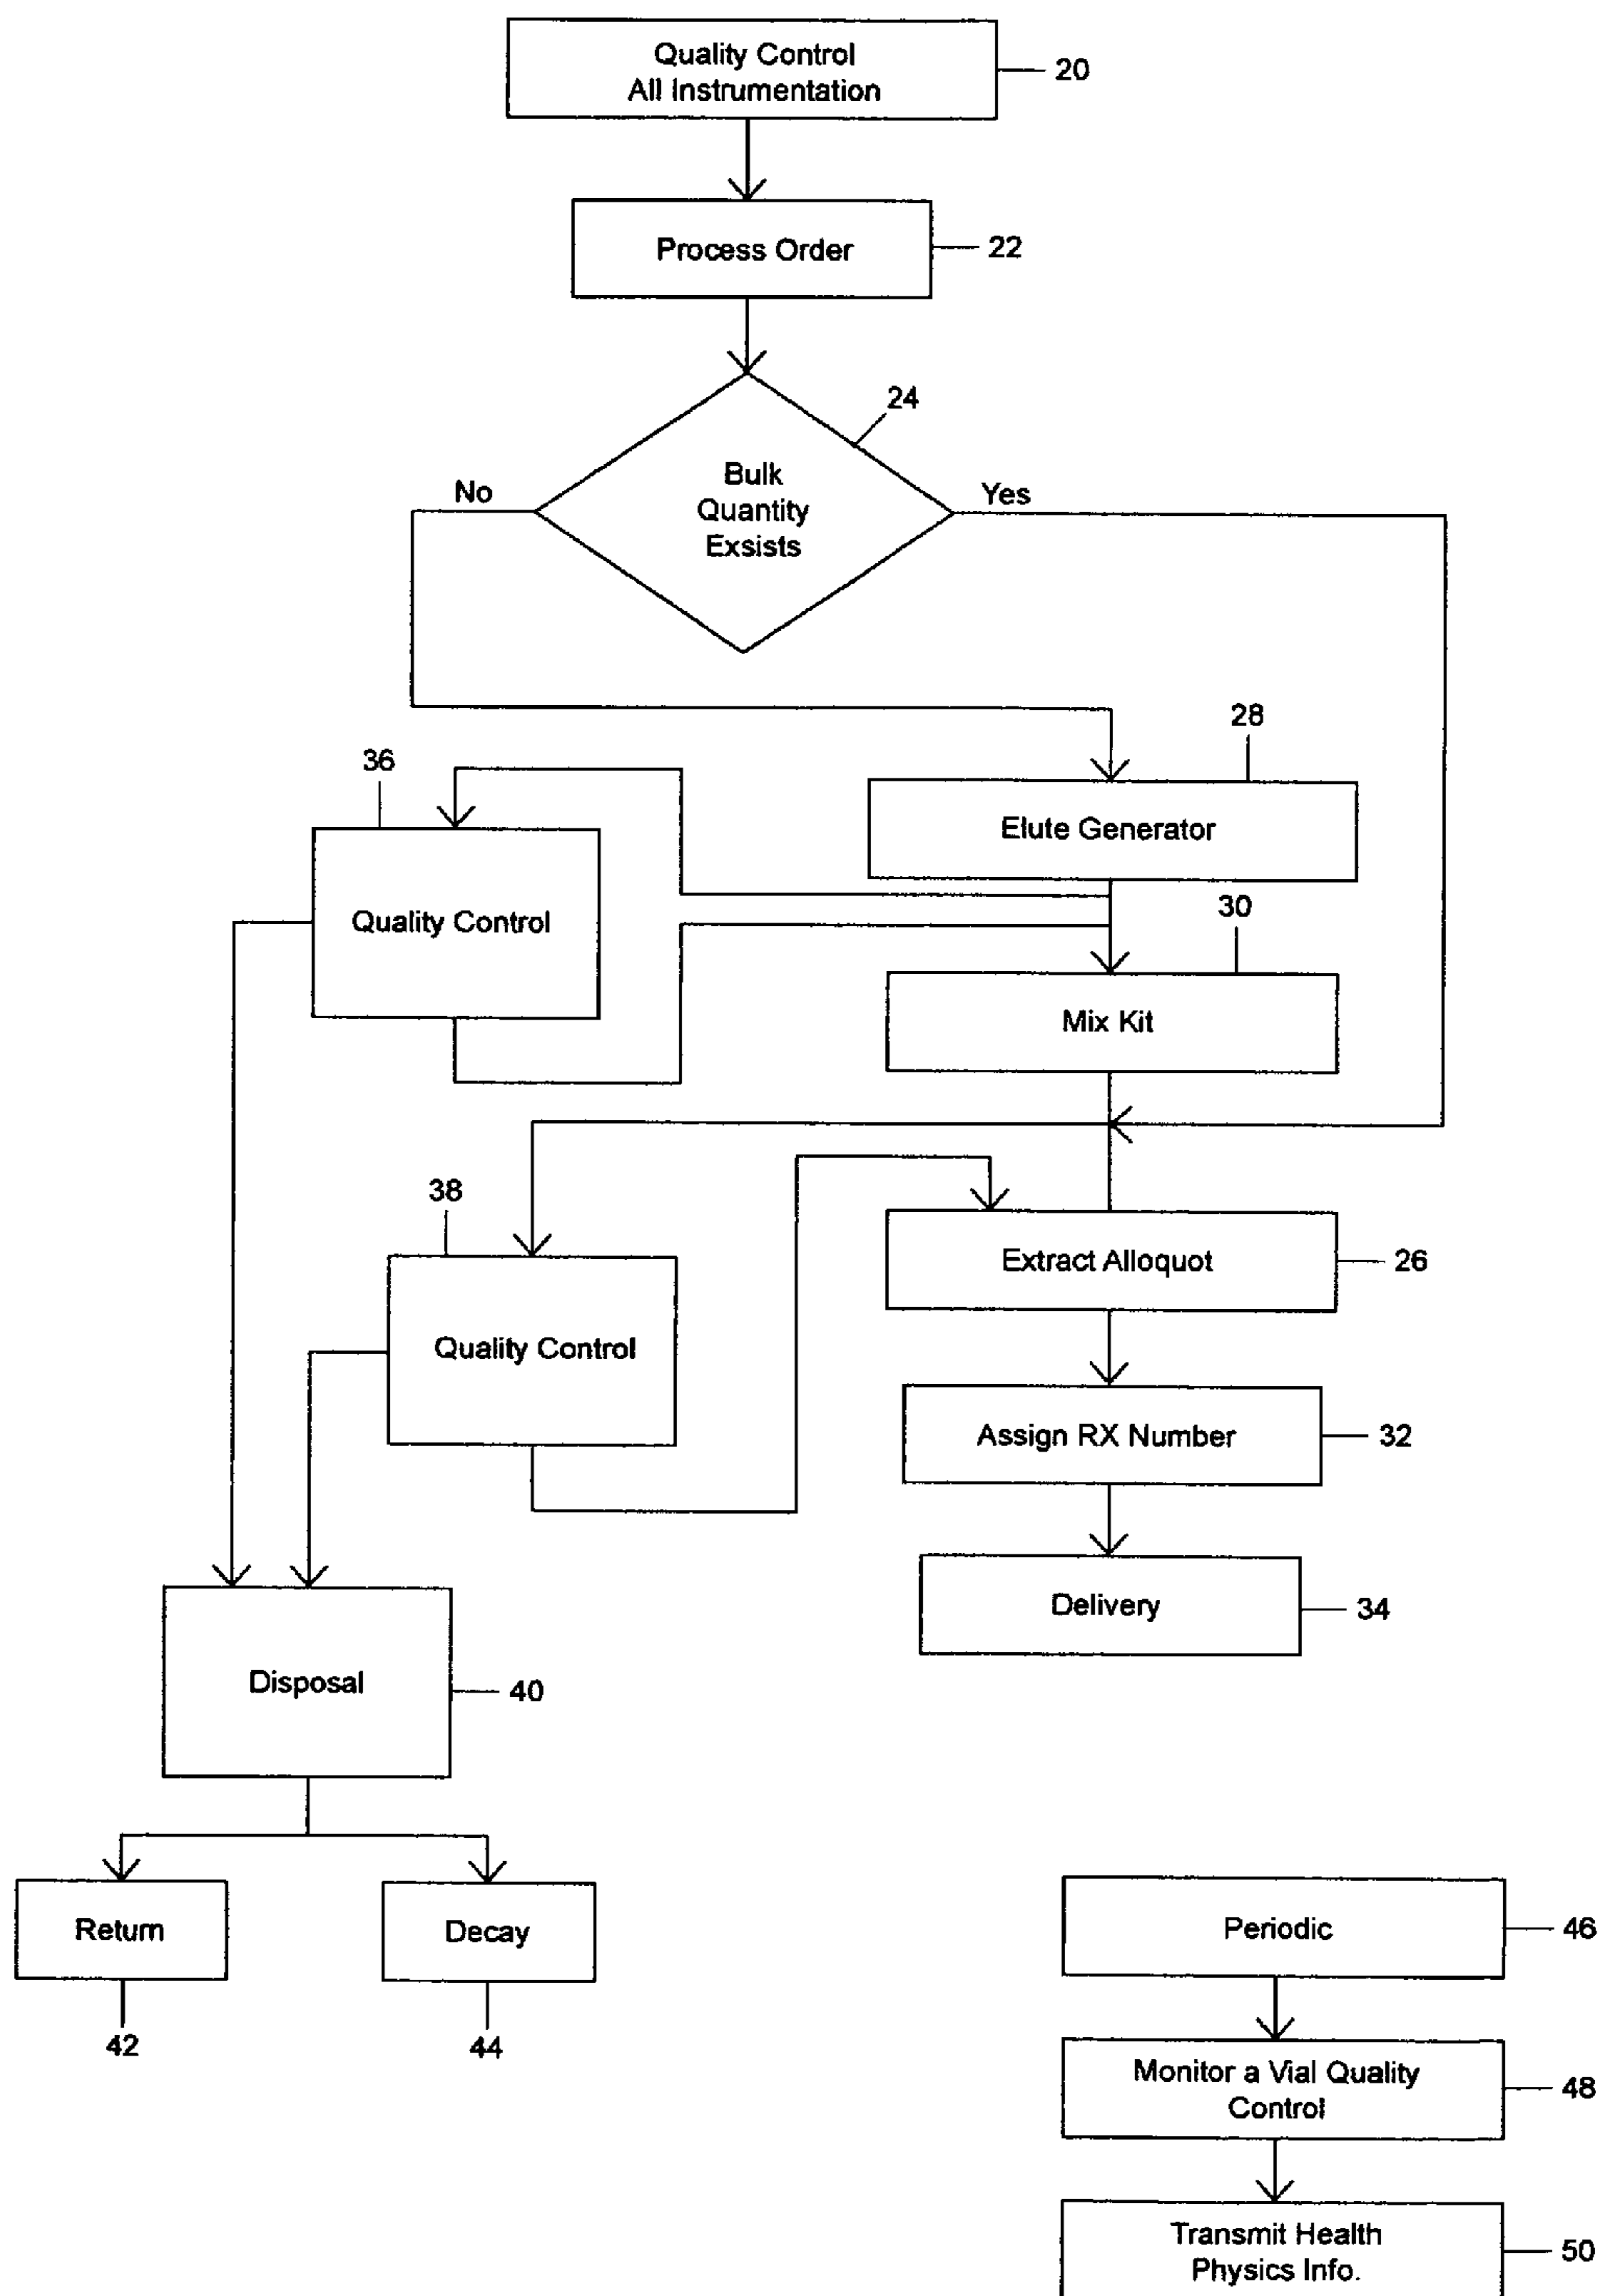 Quality Control
All Instrumentation
20
Process Order
22
24
Bulk
Quantity
Exsists
No
Yes
28
36
Elute Generator
Quality Control
30
Mix Kit
38
Extract Alloquot
26
Quality Control
Assign RX Number
32
Delivery
34
Disposal
40
Return
Decay
42
44
Periodic
46
Monitor a Vial Quality
Control
48
Transmit Health
Physics Info.
50